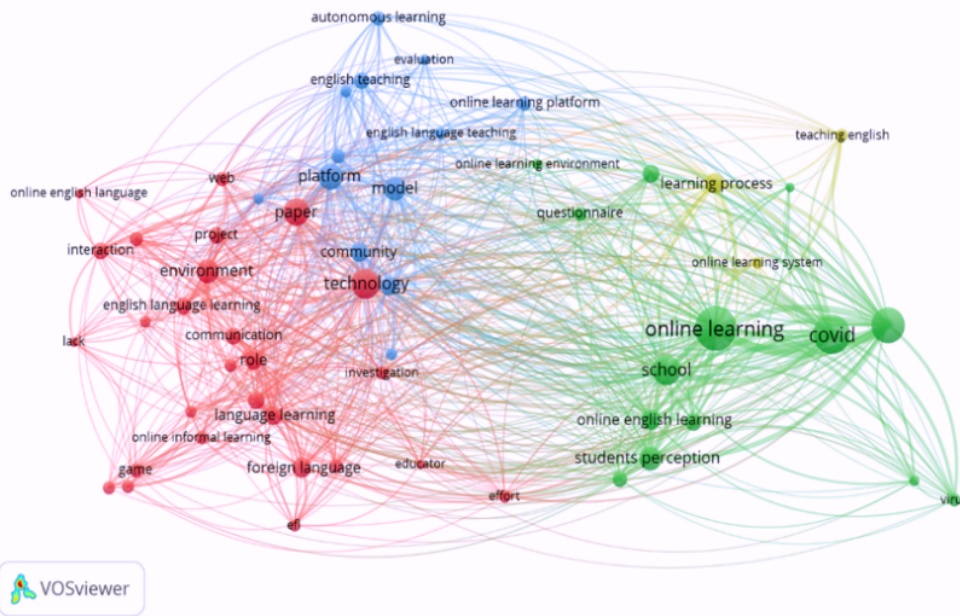 autonomous learning
evaluation
english teaching
online learning platform
english language teaching
teaching english
online learning environment
web
platform
learning process
online english language
model
paper
questionnaire
project
interaction
community
online learning system
environment
technology
english language learning
online learning
covid
communication
lack
role
investigation
school
language learning
online english learning
online informal learning
students perception
educator
foreign language
game
effort
viru
efl
VOSviewer